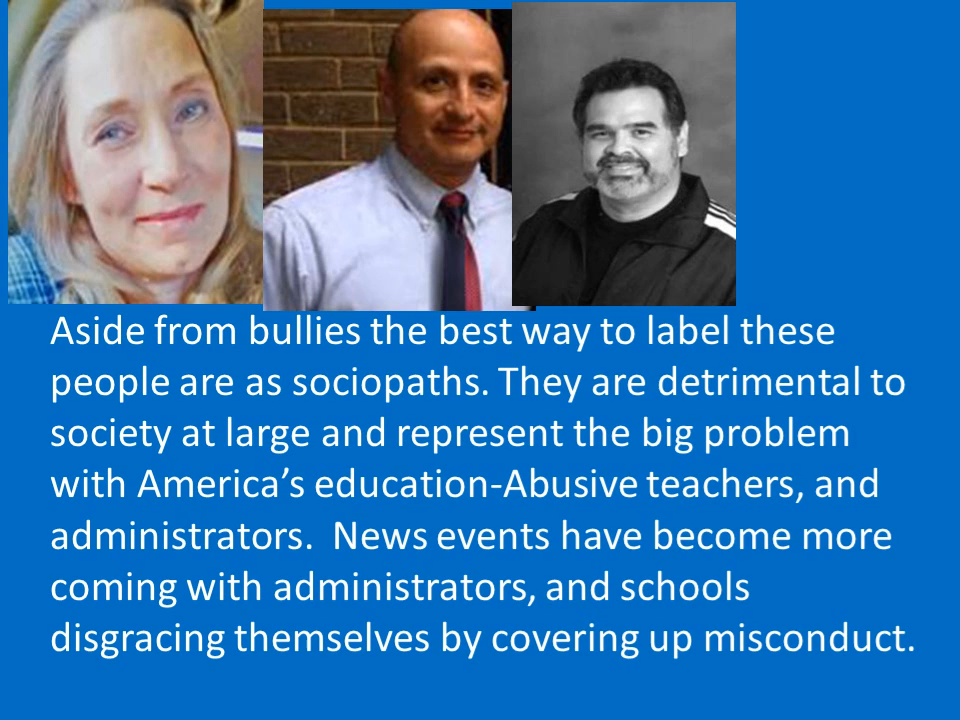 Aside from bullies the best way to label these
people are as sociopaths. They are detrimental to
society at large and represent the big problem
with America’s education-Abusive teachers, and
administrators.  News events have become more
coming with administrators, and schools
disgracing themselves by covering up misconduct.